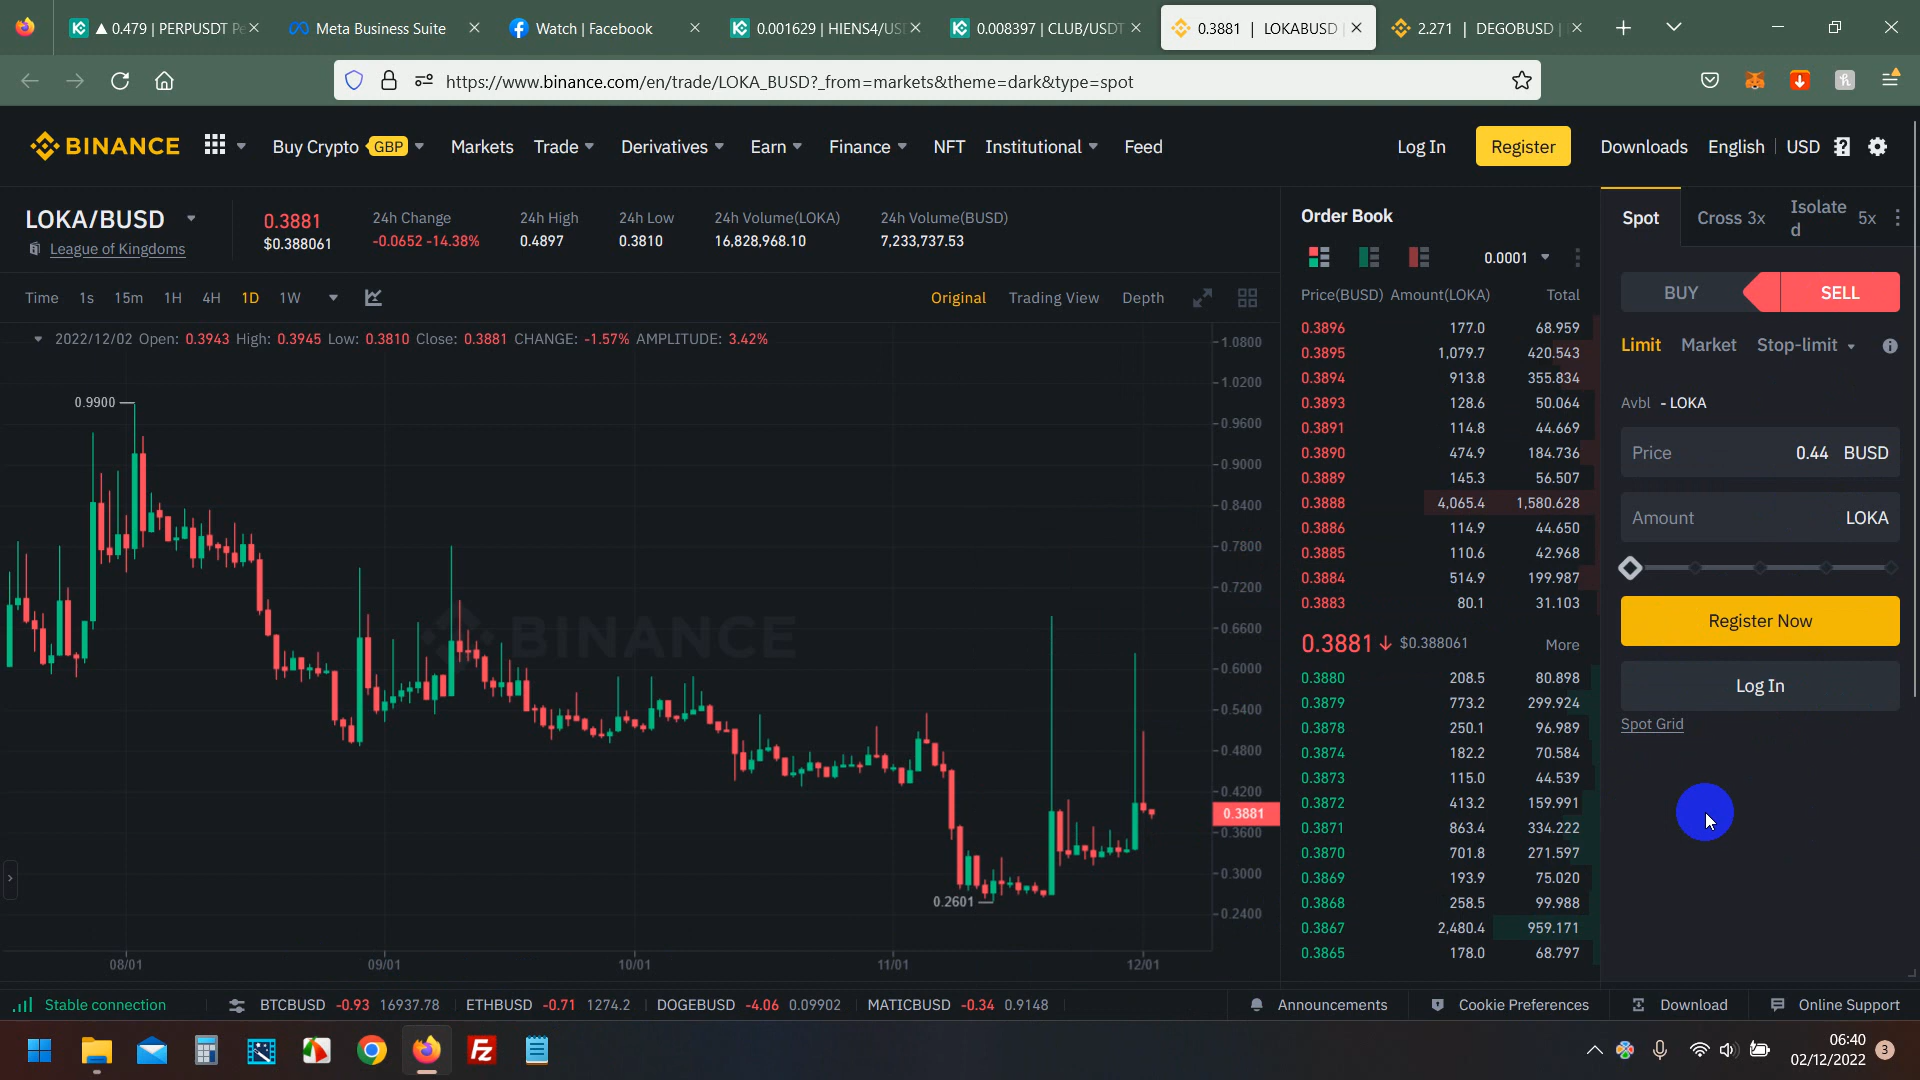 ▲ 0.479 | PERPUSDT Pe
Meta Business Suite
Watch | Facebook
0.001629 | HIENS4/USD
0.008397 | CLUB/USDT
0.3881 | LOKABUSD
2.271 | DEGOBUSD |
https://www.binance.com/en/trade/LOKA_BUSD?_from=markets&theme=dark&type=spot
BINANCE
Buy Crypto GBP
Markets
Trade
Derivatives
Earn
Finance
NFT
Institutional
Feed
Log In
Register
Downloads
English
USD
LOKA/BUSD
League of Kingdoms
0.3881
$0.388061
24h Change
-0.0652 -14.38%
24h High
0.4897
24h Low
0.3810
24h Volume(LOKA)
16,828,968.10
24h Volume(BUSD)
7,233,737.53
Time 1s 15m 1H 4H 1D 1W
Original Trading View Depth
2022/12/02 Open: 0.3943 High: 0.3945 Low: 0.3810 Close: 0.3881 CHANGE: -1.57% AMPLITUDE: 3.42%
0.9900
0.2601
BINANCE
1.0800
1.0200
0.9600
0.9000
0.8400
0.7800
0.7200
0.6600
0.6000
0.5400
0.4800
0.4200
0.3881
0.3600
0.3000
0.2400
08/01 09/01 10/01 11/01 12/01
Order Book
0.0001
Price(BUSD) Amount(LOKA) Total
0.3896 177.0 68.959
0.3895 1,079.7 420.543
0.3894 913.8 355.834
0.3893 128.6 50.064
0.3891 114.8 44.669
0.3890 474.9 184.736
0.3889 145.3 56.507
0.3888 4,065.4 1,580.628
0.3886 114.9 44.650
0.3885 110.6 42.968
0.3884 514.9 199.987
0.3883 80.1 31.103
0.3881 ↓ $0.388061 More
0.3880 208.5 80.898
0.3879 773.2 299.924
0.3878 250.1 96.989
0.3874 182.2 70.584
0.3873 115.0 44.539
0.3872 413.2 159.991
0.3871 863.4 334.222
0.3870 701.8 271.597
0.3869 193.9 75.020
0.3868 258.5 99.988
0.3867 2,480.4 959.171
0.3865 178.0 68.797
Spot
Cross 3x
Isolate
d
5x
BUY
SELL
Limit Market Stop-limit
Avbl - LOKA
Price 0.44 BUSD
Amount LOKA
Register Now
Log In
Spot Grid
Stable connection
BTCBUSD -0.93 16937.78
ETHBUSD -0.71 1274.2
DOGEBUSD -4.06 0.09902
MATICBUSD -0.34 0.9148
Announcements
Cookie Preferences
Download
Online Support
06:40
02/12/2022
3